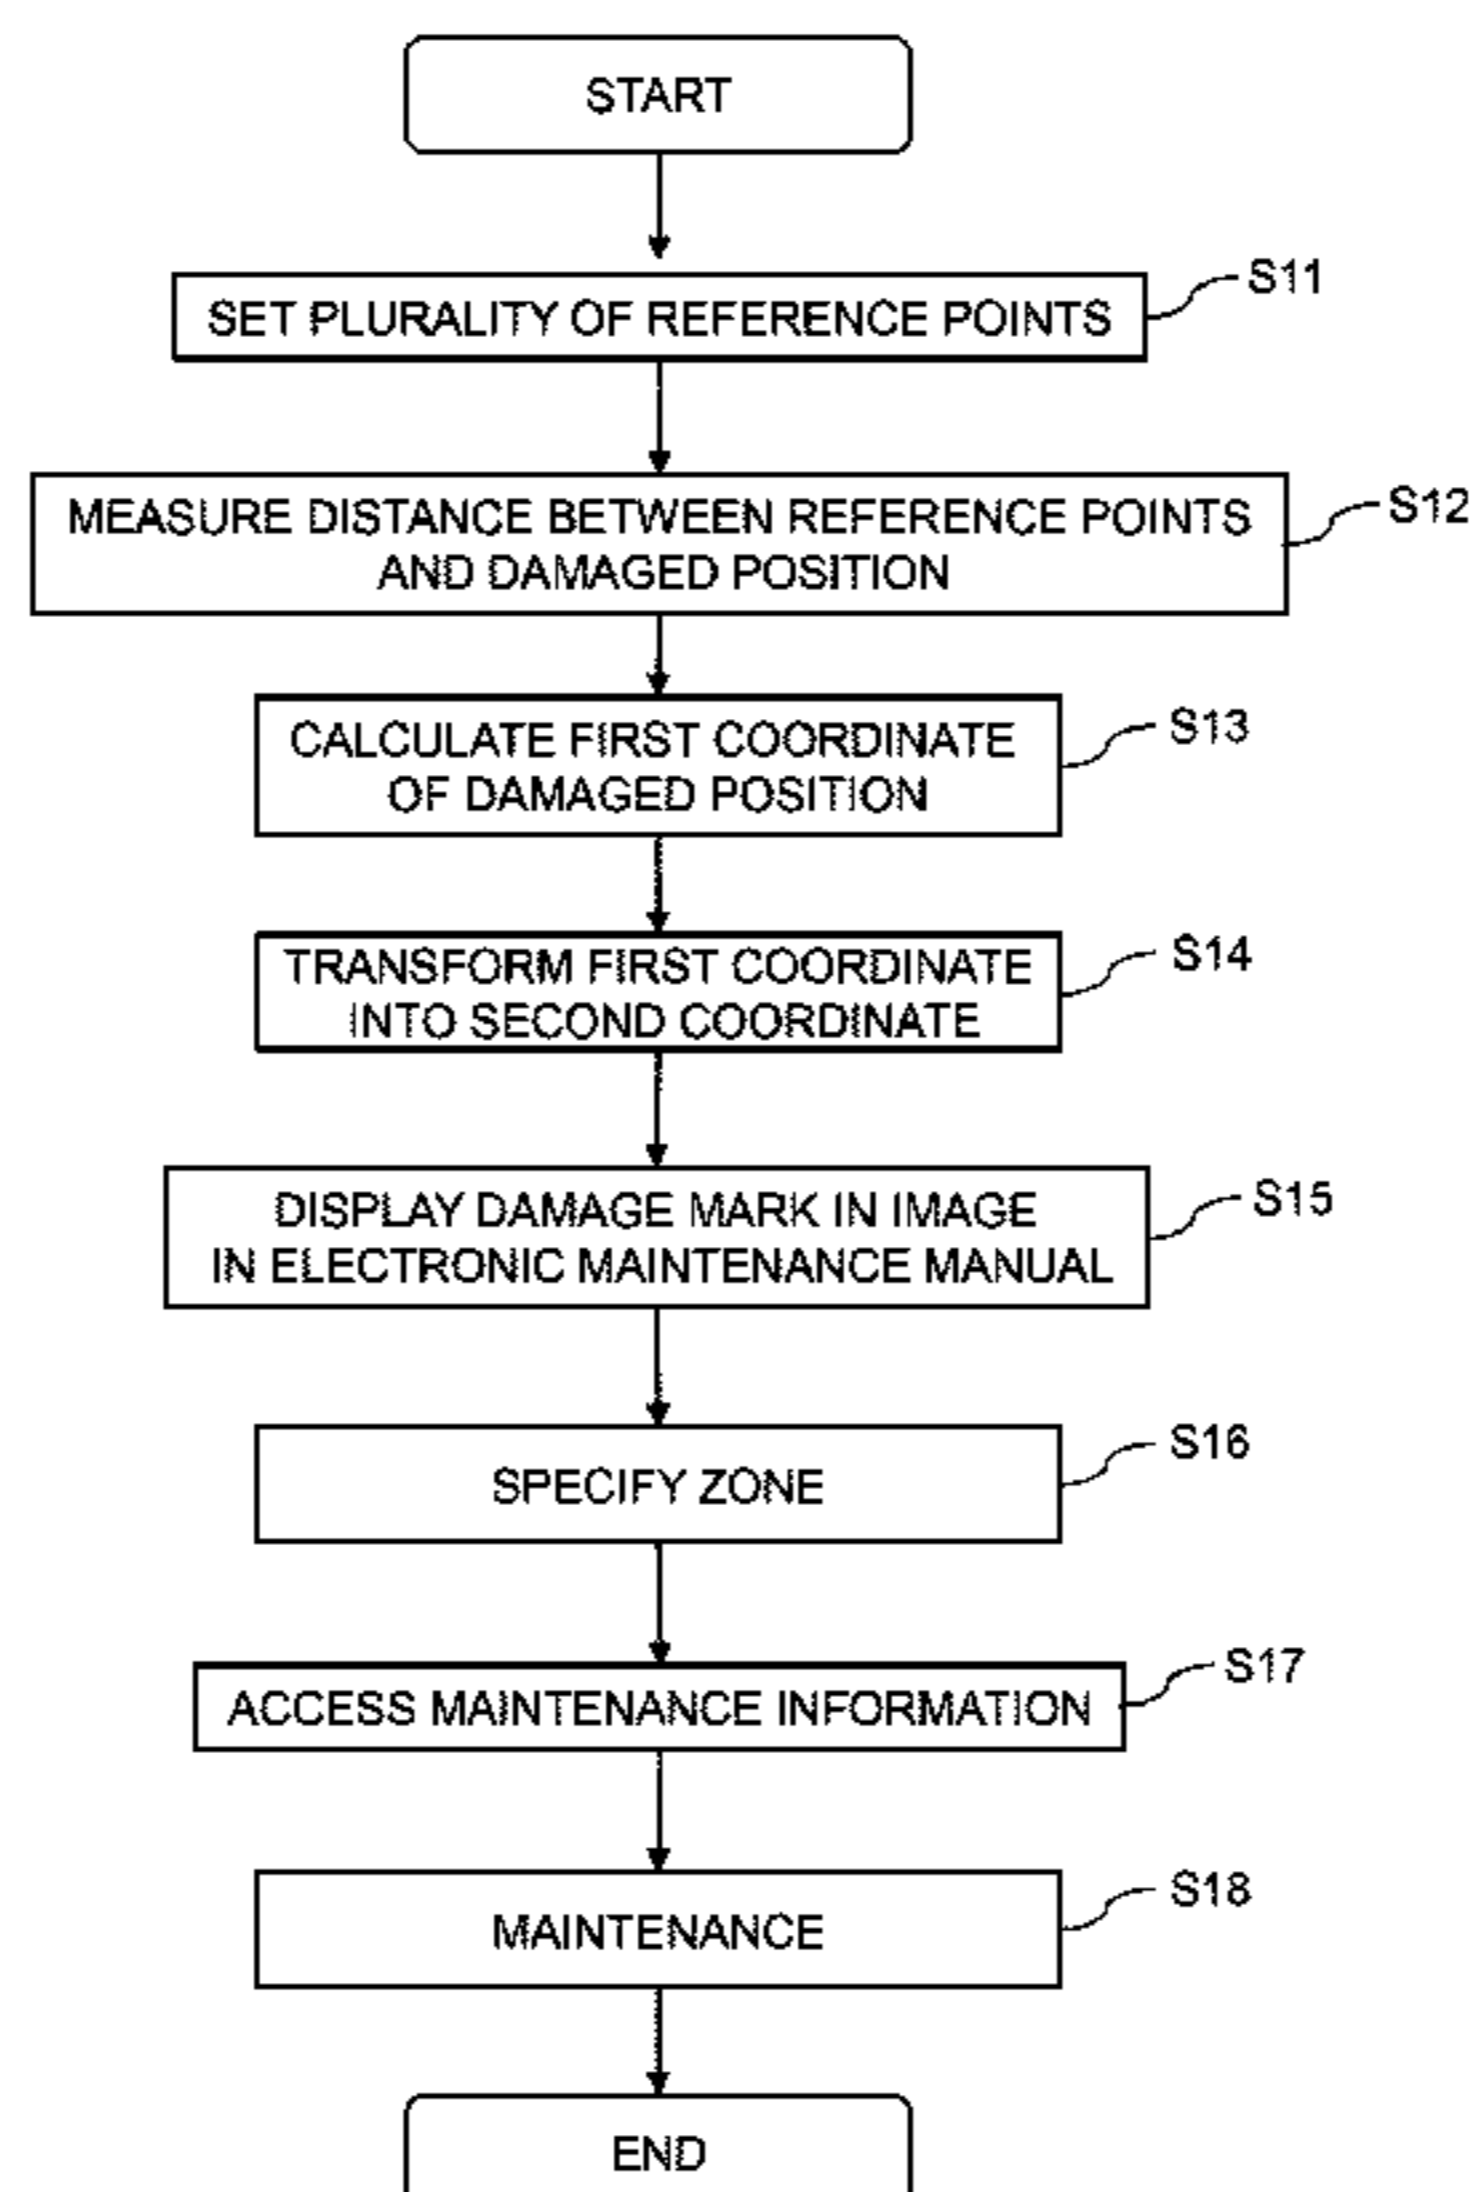 START
SET PLURALITY OF REFERENCE POINTS
S11
MEASURE DISTANCE BETWEEN REFERENCE POINTS
AND DAMAGED POSITION
S12
CALCULATE FIRST COORDINATE
OF DAMAGED POSITION
S13
TRANSFORM FIRST COORDINATE
INTO SECOND COORDINATE
S14
DISPLAY DAMAGE MARK IN IMAGE
IN ELECTRONIC MAINTENANCE MANUAL
S15
SPECIFY ZONE
S16
ACCESS MAINTENANCE INFORMATION
S17
MAINTENANCE
S18
END